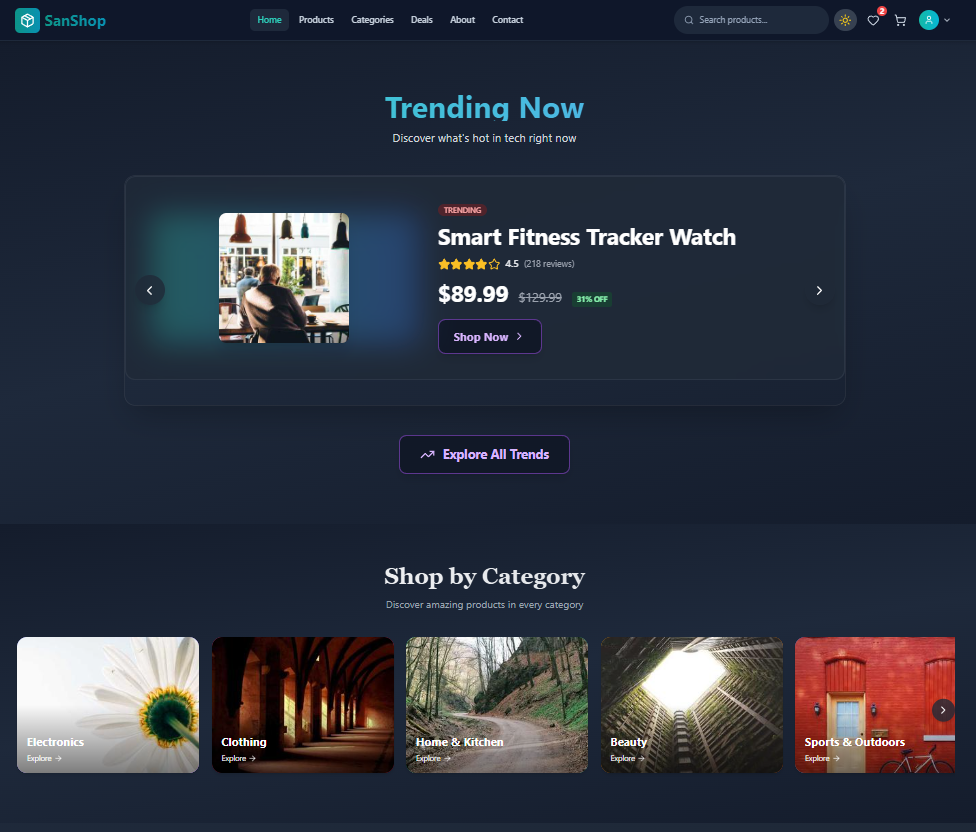 SanShop
Home Products Categories Deals About Contact
Search products...
2
Trending Now
Discover what's hot in tech right now
TRENDING
Smart Fitness Tracker Watch
4.5 (218 reviews)
$89.99 $129.99 31% OFF
Shop Now
Explore All Trends
Shop by Category
Discover amazing products in every category
Electronics
Explore →
Clothing
Explore →
Home & Kitchen
Explore →
Beauty
Explore →
Sports & Outdoors
Explore →